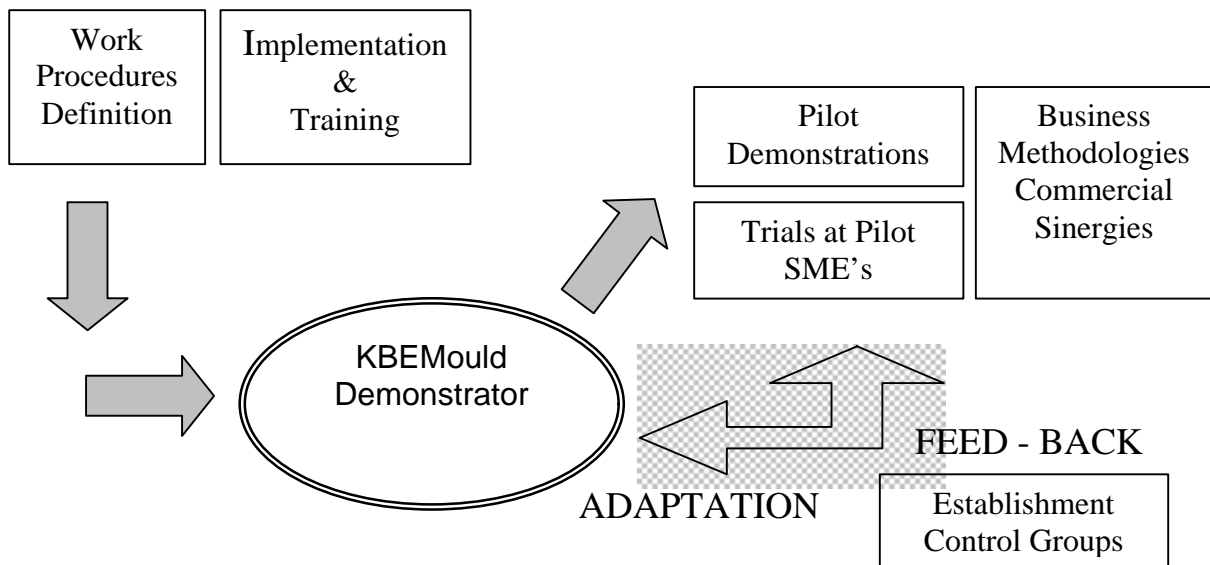 Work
Procedures
Definition
Implementation
&
Training
Pilot
Demonstrations
Business
Methodologies
Commercial
Sinergies
Trials at Pilot
SME’s
KBEMould
Demonstrator
FEED - BACK
ADAPTATION
Establishment
Control Groups